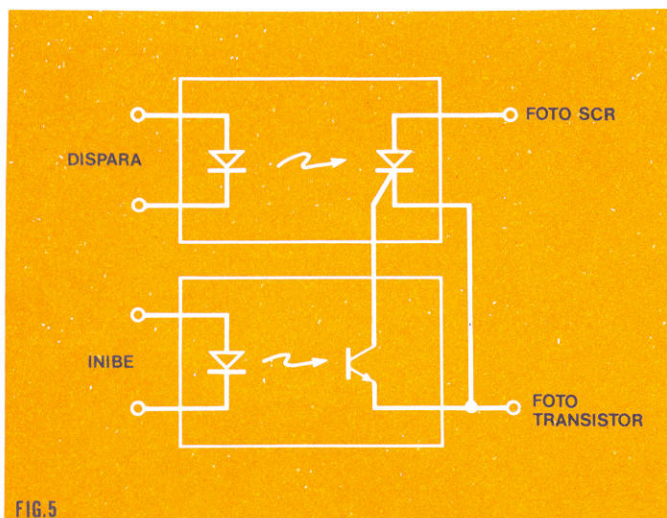 FOTO SCR
DISPARA
INIBE
FOTO
TRANSISTOR
FIG.5